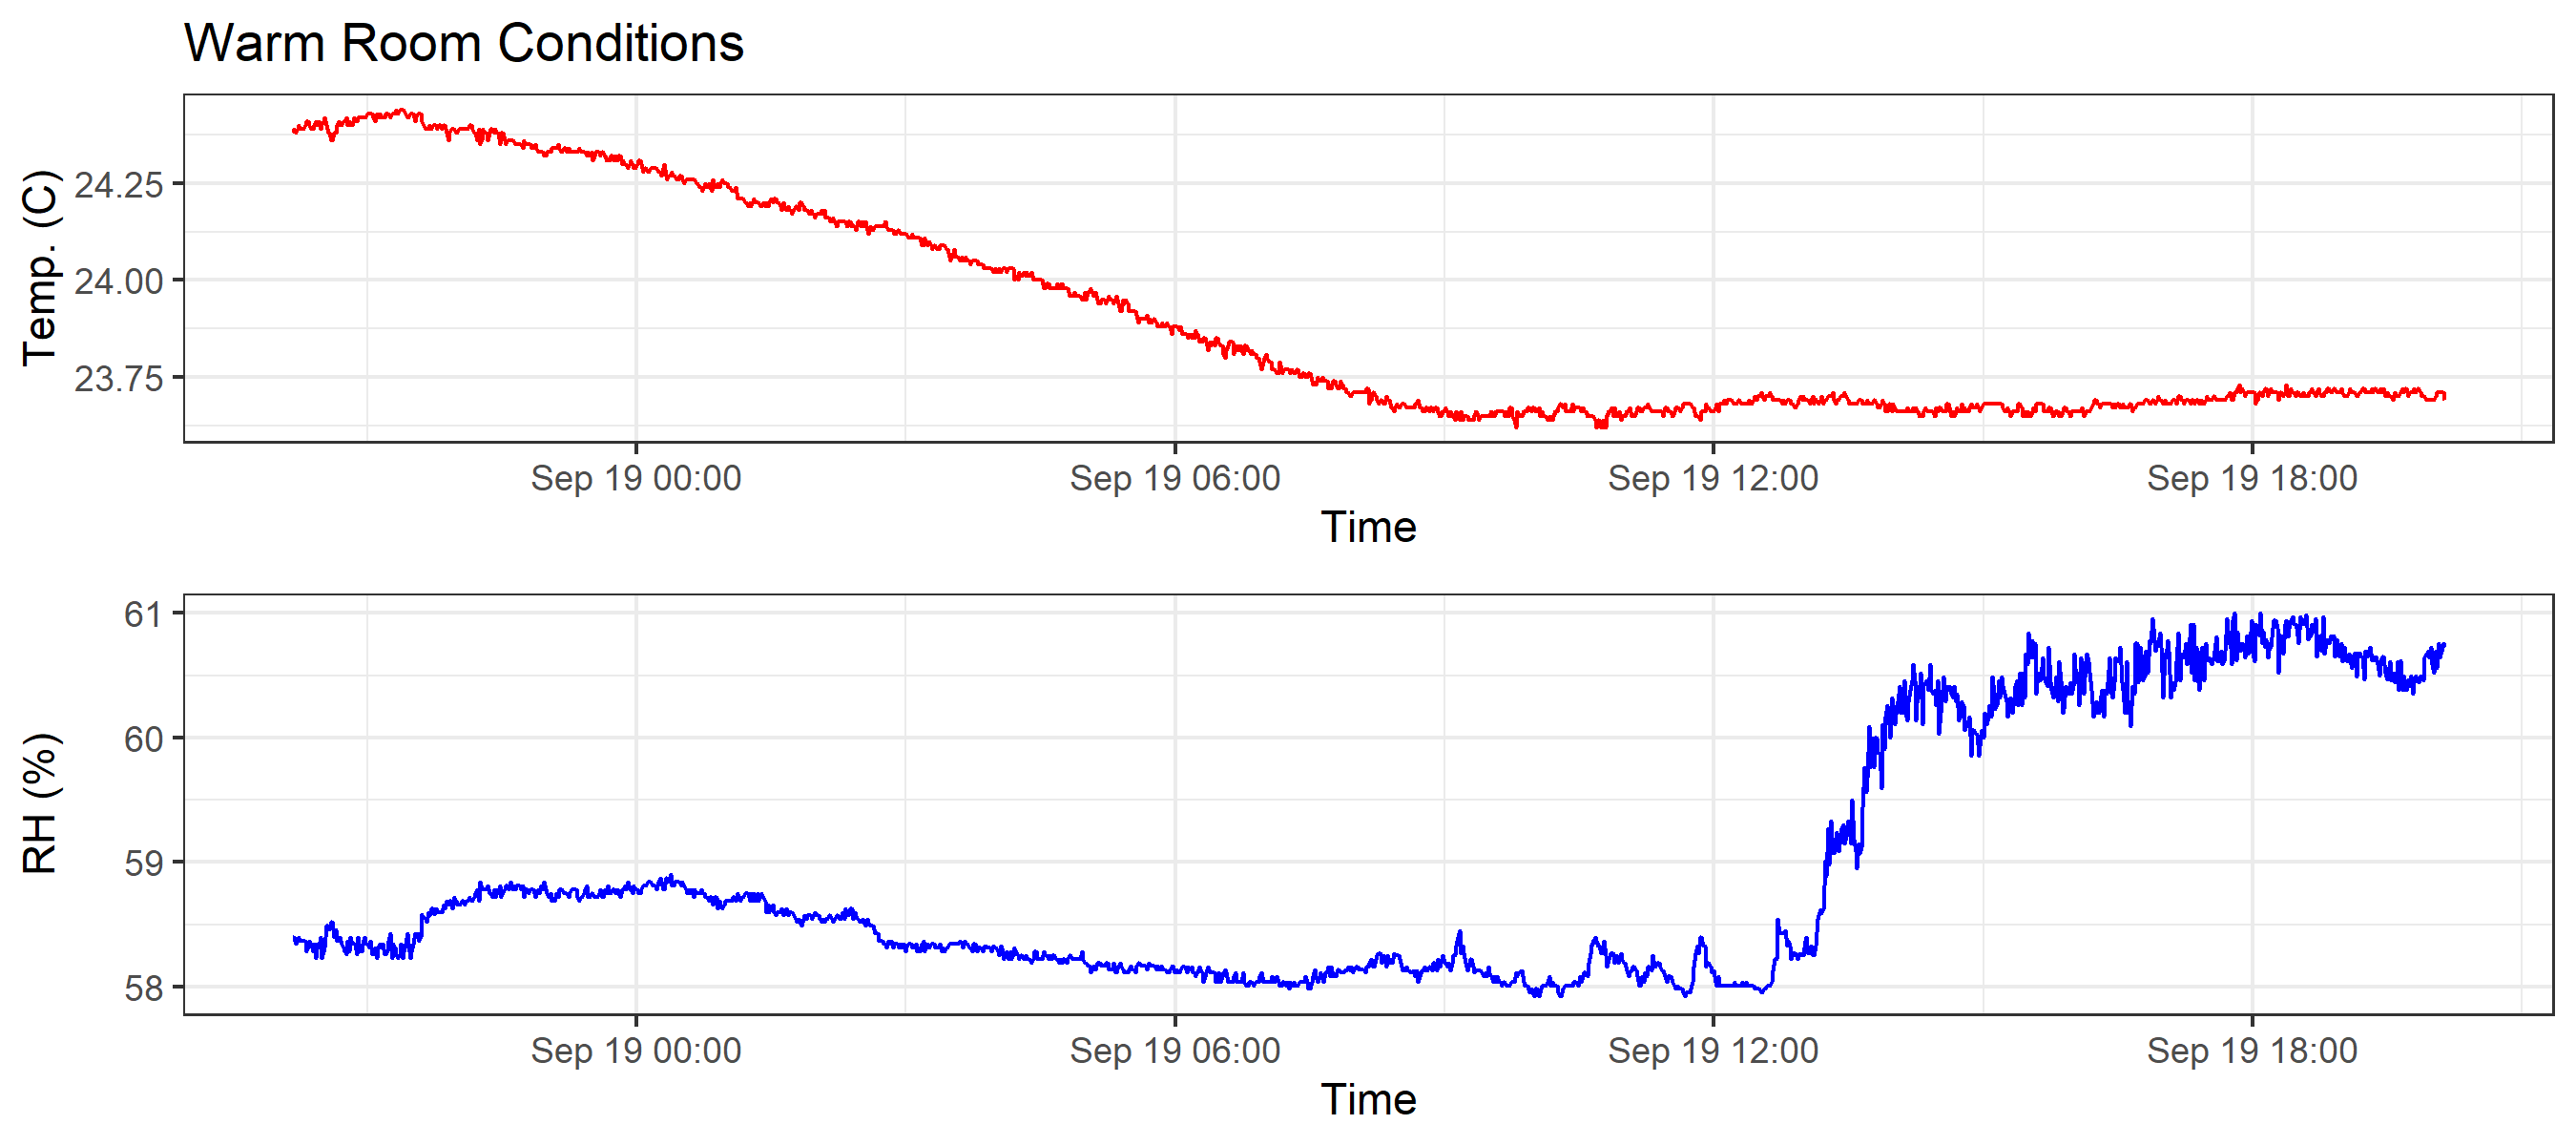 Warm Room Conditions
Temp. (C)
24.25
24.00
23.75
Sep 19 00:00 Sep 19 06:00 Sep 19 12:00 Sep 19 18:00
Time
RH (%)
61
60
59
58
Sep 19 00:00 Sep 19 06:00 Sep 19 12:00 Sep 19 18:00
Time